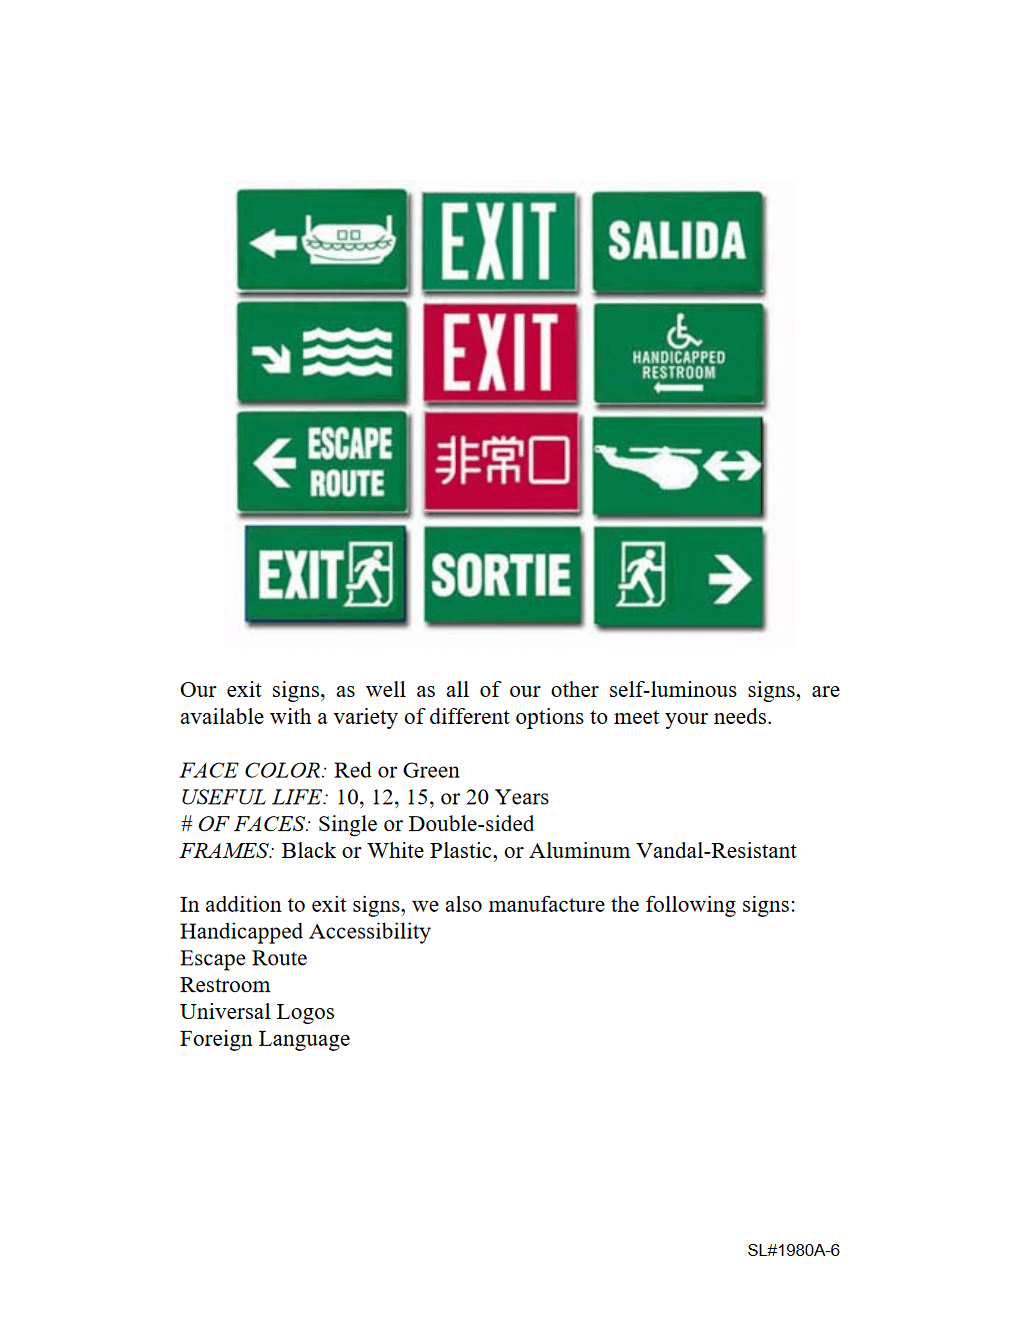 EXIT
SALIDA
EXIT
HANDICAPPED
RESTROOM
ESCAPE
ROUTE
非常口
EXIT
SORTIE
Our exit signs, as well as all of our other self-luminous signs, are
available with a variety of different options to meet your needs.
FACE COLOR: Red or Green
USEFUL LIFE: 10, 12, 15, or 20 Years
# OF FACES: Single or Double-sided
FRAMES: Black or White Plastic, or Aluminum Vandal-Resistant
In addition to exit signs, we also manufacture the following signs:
Handicapped Accessibility
Escape Route
Restroom
Universal Logos
Foreign Language
SL#1980A-6